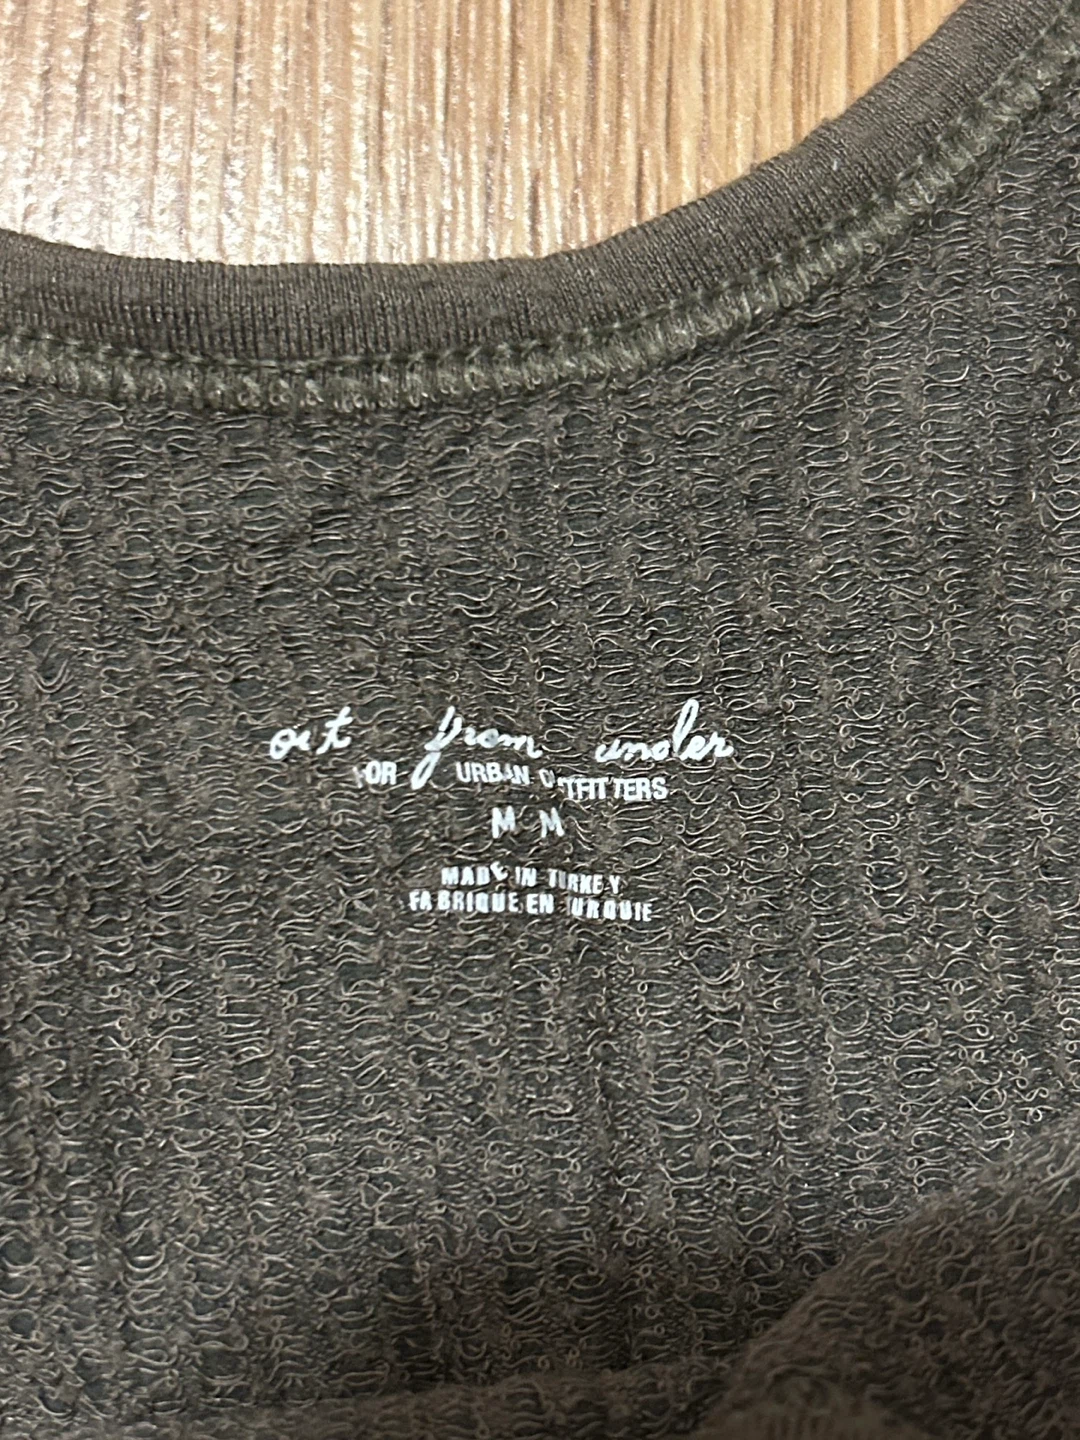 out from under
FOR URBAN OUTFITTERS
M M
MADE IN TURKEY
FABRIQUE EN TURQUIE